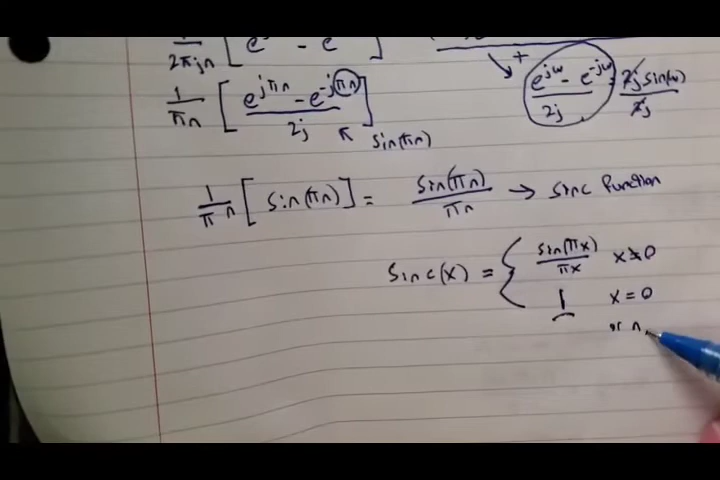 1/2πjn [ e - e ]
1/πn [ (e^jπn - e^-jπn)/2j ] sin(πn)
+ (e^jω - e^-jω)/2j = 2j sin(ω)/2j
1/πn [ sin(πn) ] = sin(πn)/πn → sinc function
sinc(x) = { sin(πx)/πx x≠0
1 x=0
or n